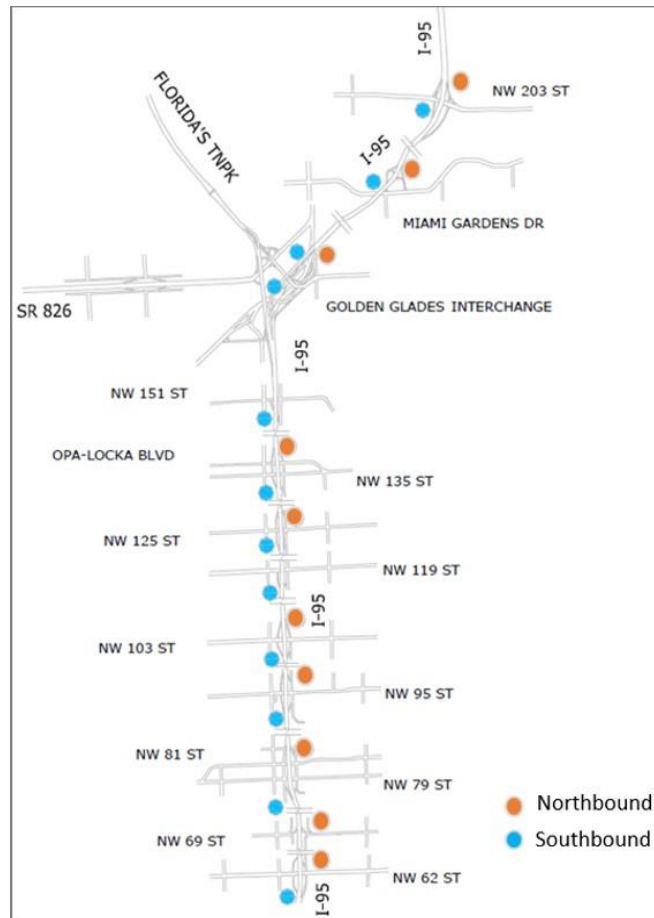 I-95
NW 203 ST
FLORIDA'S TNPK
I-95
MIAMI GARDENS DR
SR 826
GOLDEN GLADES INTERCHANGE
I-95
NW 151 ST
OPA-LOCKA BLVD
NW 135 ST
NW 125 ST
NW 119 ST
I-95
NW 103 ST
NW 95 ST
NW 81 ST
NW 79 ST
Northbound
Southbound
NW 69 ST
NW 62 ST
I-95